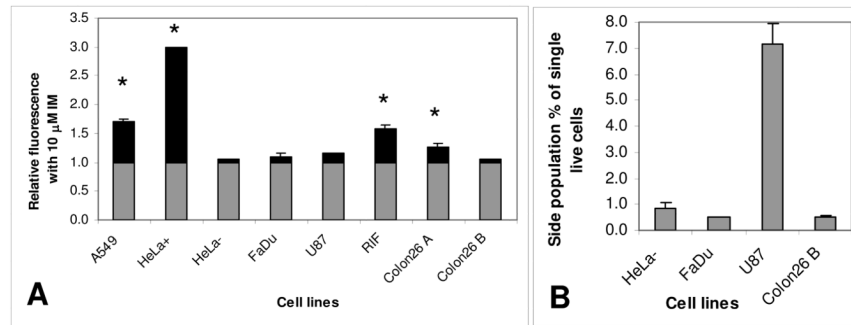 Relative fluorescence
with 10 µM IM
3.5
3.0
2.5
2.0
1.5
1.0
0.5
0.0
*
*
*
*
A549
HeLa+
HeLa-
FaDu
U87
RIF
Colon26 A
Colon26 B
Cell lines
A
Side population % of single
live cells
8.0
7.0
6.0
5.0
4.0
3.0
2.0
1.0
0.0
HeLa-
FaDu
U87
Colon26 B
Cell lines
B